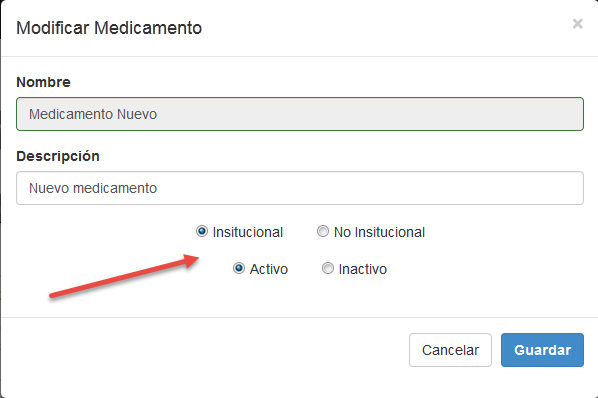 Modificar Medicamento ×
Nombre
Medicamento Nuevo
Descripción
Nuevo medicamento
Insitucional No Insitucional
Activo Inactivo
Cancelar Guardar